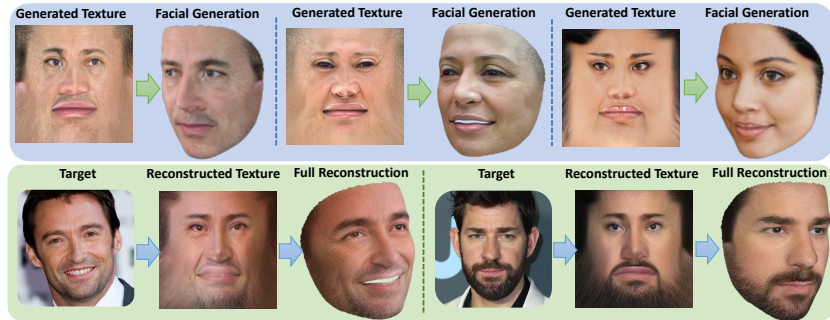 Generated Texture Facial Generation Generated Texture Facial Generation Generated Texture Facial Generation
Target Reconstructed Texture Full Reconstruction Target Reconstructed Texture Full Reconstruction